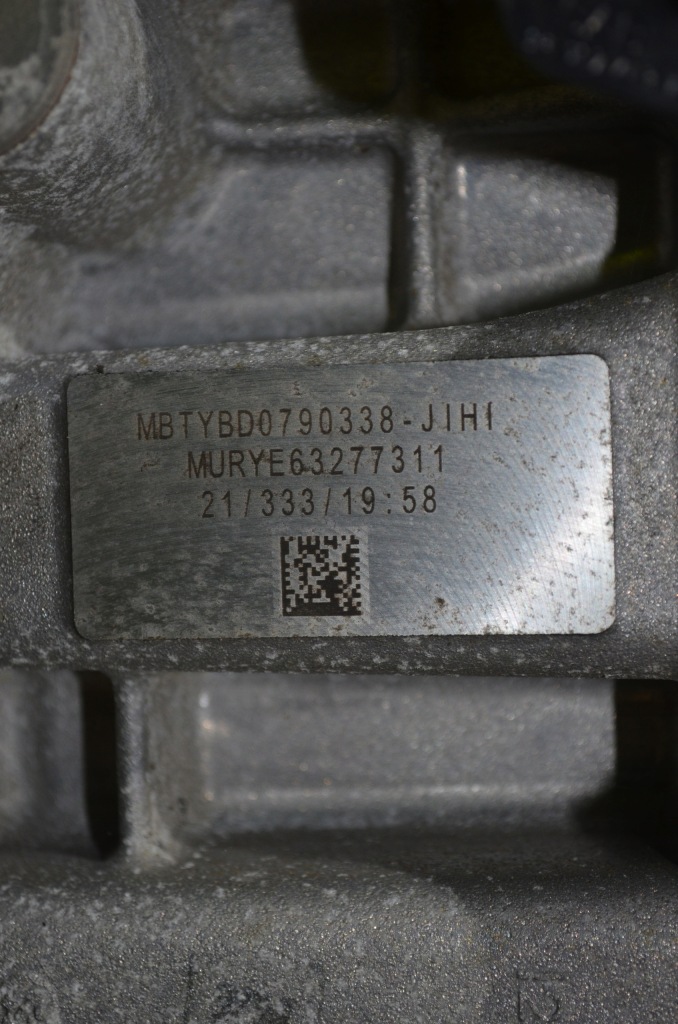 MBTYBD0790338-JIHI
MURYE63277311
21/333/19:58